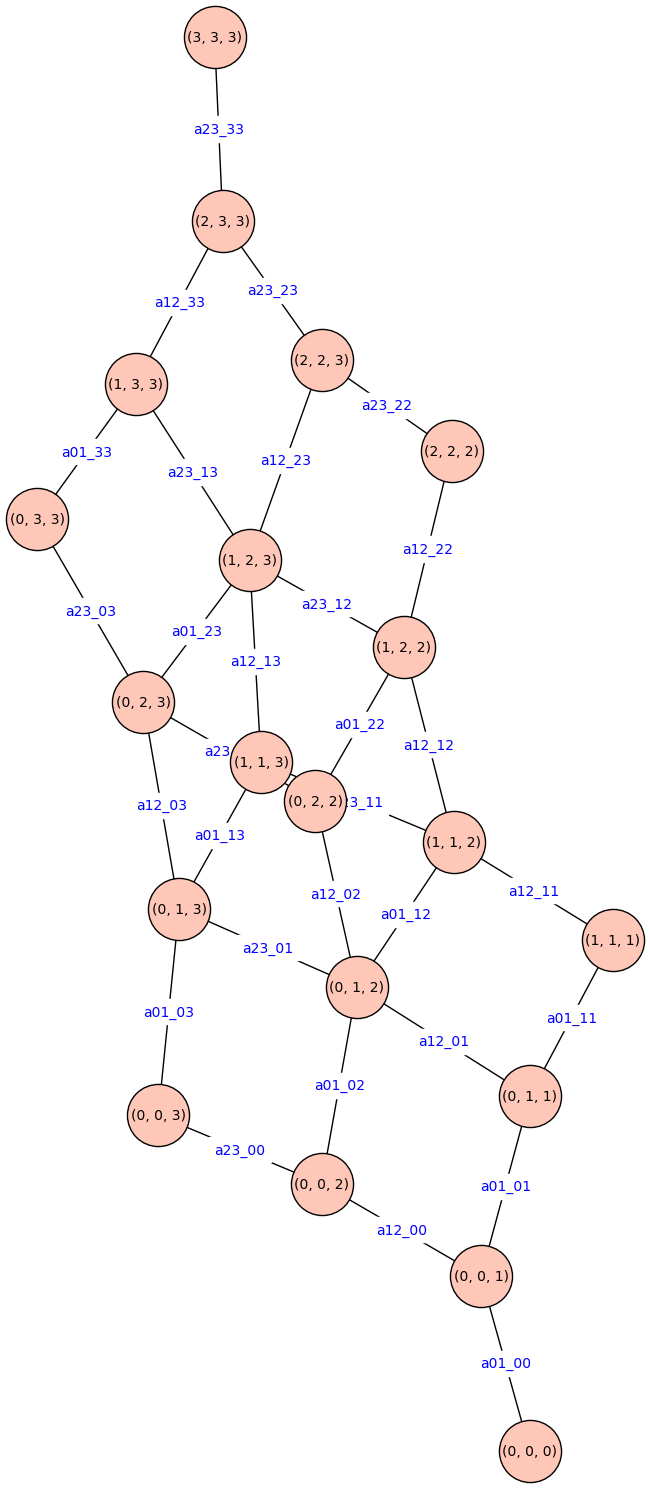 (3, 3, 3)
a23_33
(2, 3, 3)
a23_23
a12_33
(2, 2, 3)
(1, 3, 3)
a23_22
a01_33
(2, 2, 2)
a12_23
a23_13
(0, 3, 3)
a12_22
(1, 2, 3)
a23_12
a23_03
a01_23
(1, 2, 2)
a12_13
(0, 2, 3)
a01_22
a12_12
a23
(1, 1, 3)
(0, 2, 2)
3_11
a12_03
a01_13
(1, 1, 2)
a12_11
a12_02
(0, 1, 3)
a01_12
(1, 1, 1)
a23_01
(0, 1, 2)
a01_03
a01_11
a12_01
a01_02
(0, 1, 1)
(0, 0, 3)
a23_00
(0, 0, 2)
a01_01
a12_00
(0, 0, 1)
a01_00
(0, 0, 0)